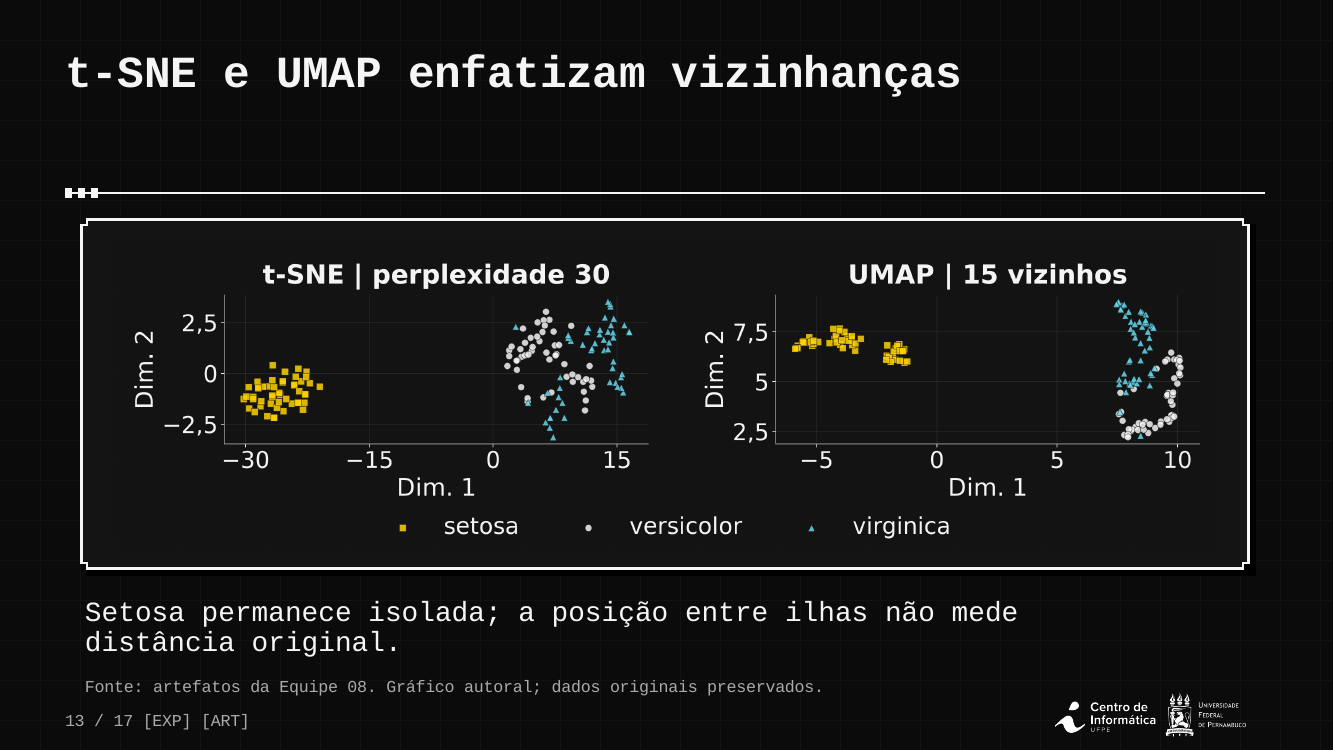 t-SNE e UMAP enfatizam vizinhanças
t-SNE | perplexidade 30
Dim. 2
2,5
0
−2,5
−30 −15 0 15
Dim. 1
UMAP | 15 vizinhos
Dim. 2
7,5
5
2,5
−5 0 5 10
Dim. 1
setosa versicolor virginica
Setosa permanece isolada; a posição entre ilhas não mede
distância original.
Fonte: artefatos da Equipe 08. Gráfico autoral; dados originais preservados.
13 / 17 [EXP] [ART]
Centro de
Informática
UFPE
Universidade
Federal
de Pernambuco